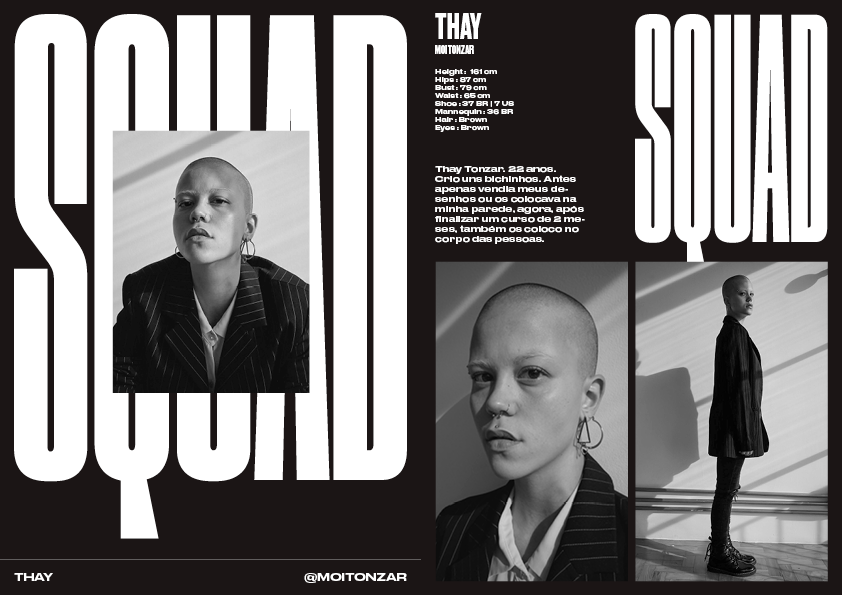 SQUAD
THAY
@MOITONZAR
THAY
MOITONZAR
Height: 161 cm
Hips: 87 cm
Bust: 79 cm
Waist: 65 cm
Shoe: 37 BR | 7 US
Mannequin: 36 BR
Hair: Brown
Eyes: Brown
Thay Tonzar. 22 anos.
Crio uns bichinhos. Antes
apenas vendia meus de-
senhos ou os colocava na
minha parede, agora, após
finalizar um curso de 2 me-
ses, também os coloco no
corpo das pessoas.
SQUAD